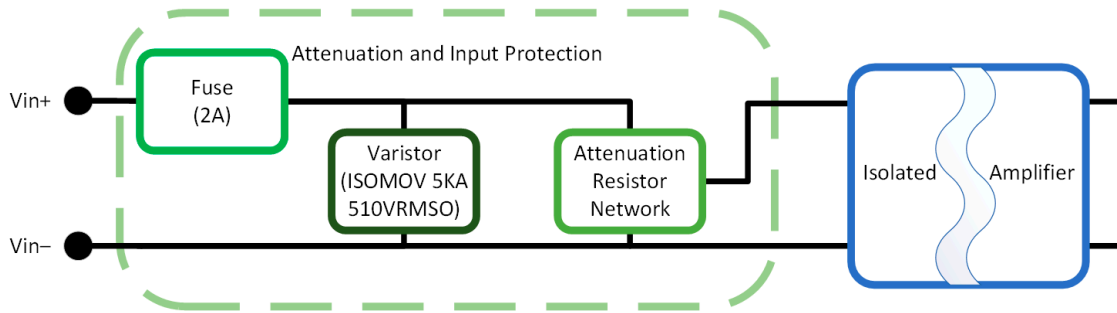 Attenuation and Input Protection
Vin+
Fuse
(2A)
Varistor
(ISOMOV 5KA
510VRMSO)
Attenuation
Resistor
Network
Isolated
Amplifier
Vin−